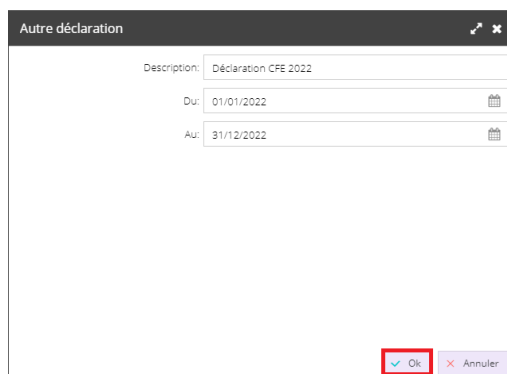 Autre déclaration
Description: Déclaration CFE 2022
Du: 01/01/2022
Au: 31/12/2022
Ok Annuler